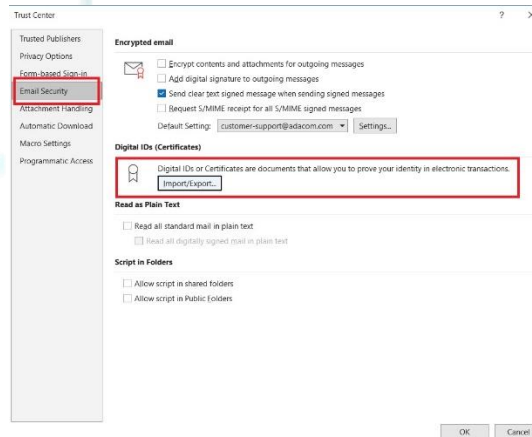 Trust Center
?
Trusted Publishers
Privacy Options
Form-based Sign-in
Email Security
Attachment Handling
Automatic Download
Macro Settings
Programmatic Access
Encrypted email
Encrypt contents and attachments for outgoing messages
Add digital signature to outgoing messages
Send clear text signed message when sending signed messages
Request S/MIME receipt for all S/MIME signed messages
Default Setting: customer-support@adacom.com Settings...
Digital IDs (Certificates)
Digital IDs or Certificates are documents that allow you to prove your identity in electronic transactions.
Import/Export...
Read as Plain Text
Read all standard mail in plain text
Read all digitally signed mail in plain text
Script in Folders
Allow script in shared folders
Allow script in Public Folders
OK Cancel